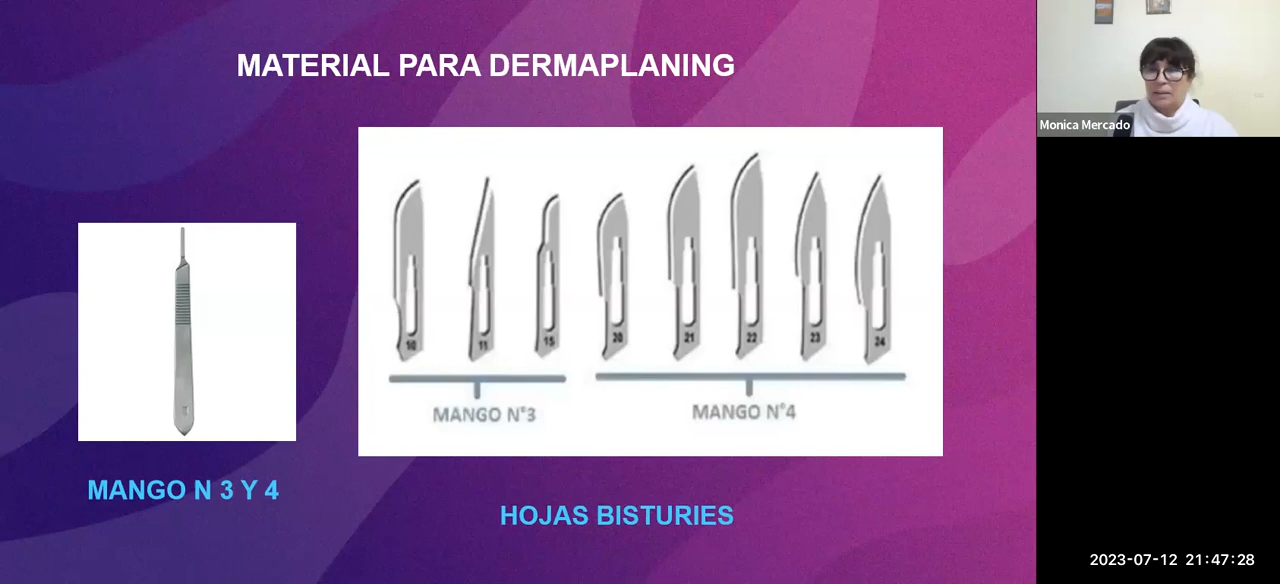 MATERIAL PARA DERMAPLANING
Monica Mercado
10 11 15 20 21 22 23 24
MANGO N°3 MANGO N°4
MANGO N 3 Y 4
HOJAS BISTURIES
2023-07-12 21:47:28